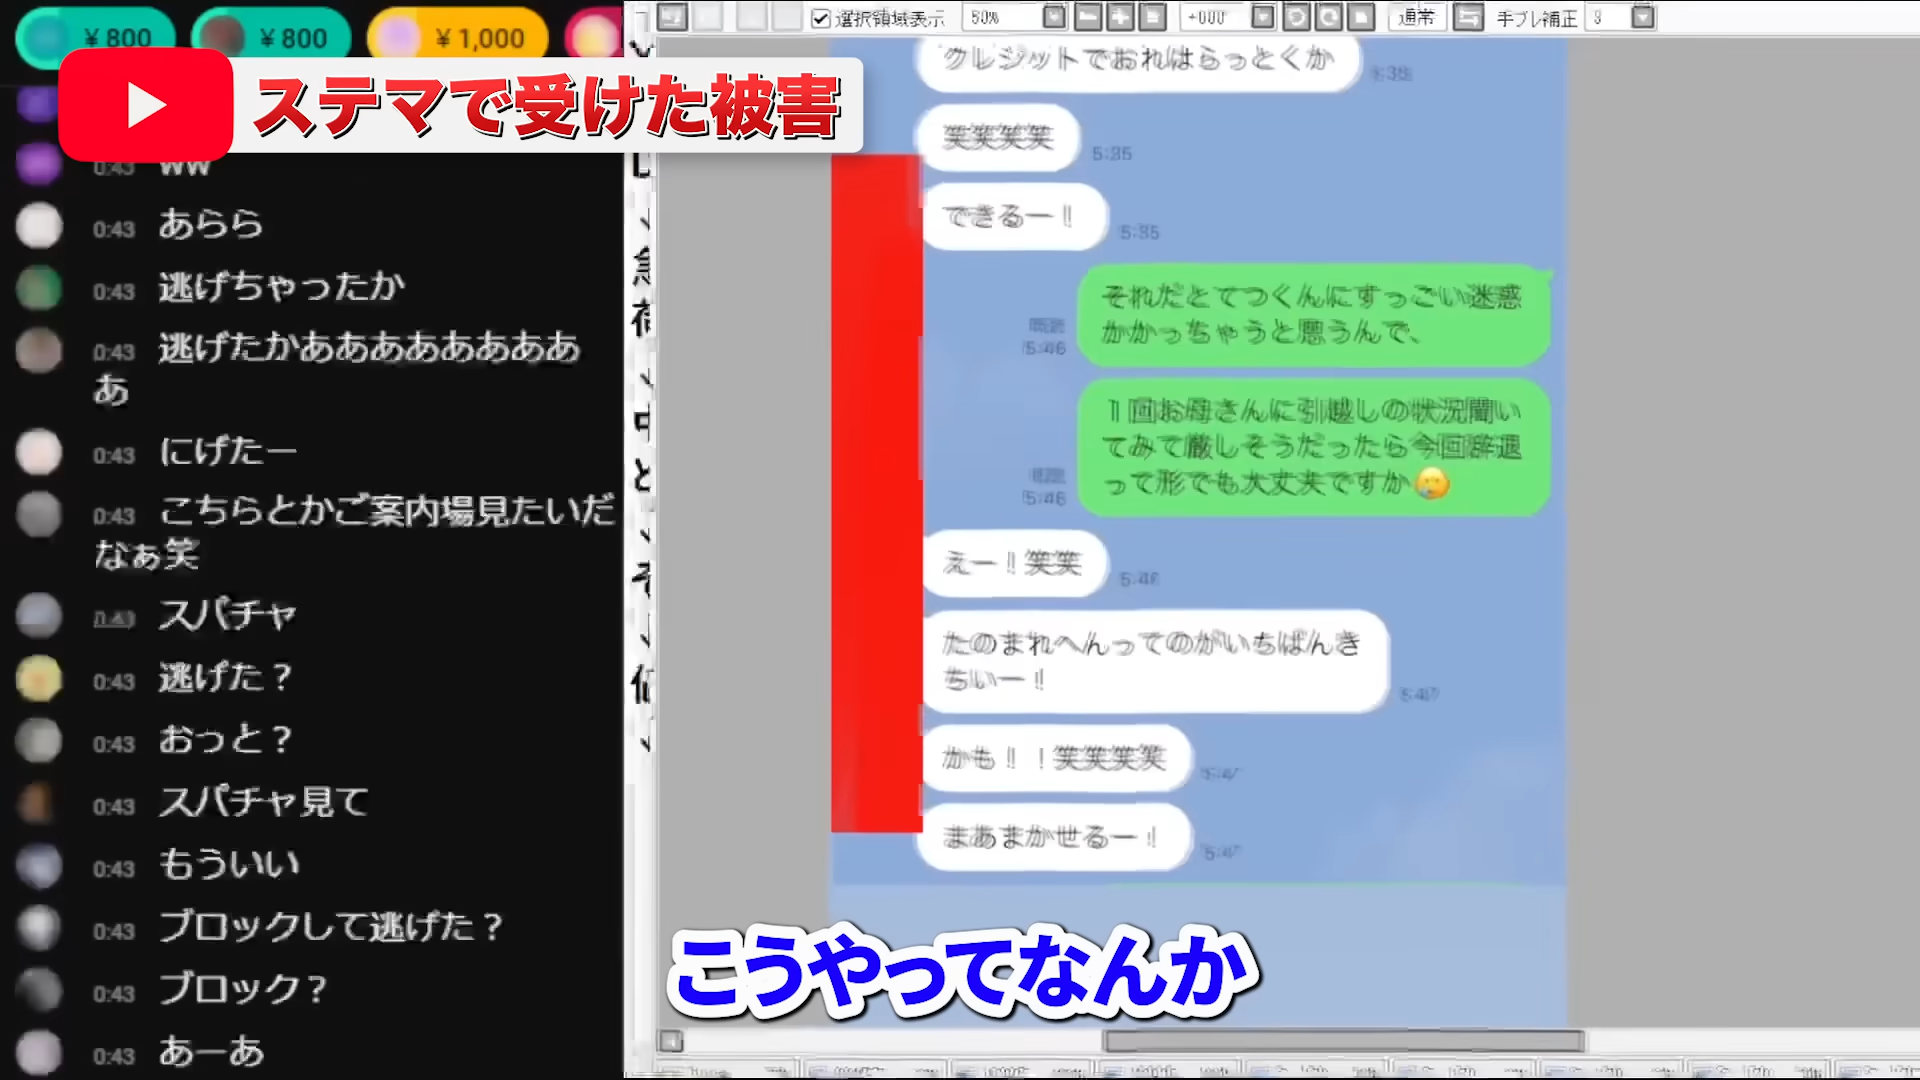 ¥800
¥800
¥1,000
ステマで受けた被害
0:43 ww
0:43 あらら
0:43 逃げちゃったか
0:43 逃げたかああああああああ
あ
0:43 にげたー
0:43 こちらとかご案内場見たいだ
なぁ笑
0:43 スパチャ
0:43 逃げた？
0:43 おっと？
0:43 スパチャ見て
0:43 もういい
0:43 ブロックして逃げた？
0:43 ブロック？
0:43 あーあ
選択領域表示
50%
+000°
通常
手ブレ補正
クレジットでおれはらっとくか
笑笑笑笑
5:35
できるー！
5:35
それだとてつくんにすっごい迷惑
かかっちゃうと思うんで、
既読
5:46
1回お母さんに引越しの状況聞い
てみて厳しそうだったら今回辞退
って形でも大丈夫ですか🥲
既読
5:46
えー！笑笑
5:46
たのまれへんってのがいちばんき
ちいー！
5:47
かも！！笑笑笑笑
5:47
まあまかせるー！
5:47
こうやってなんか